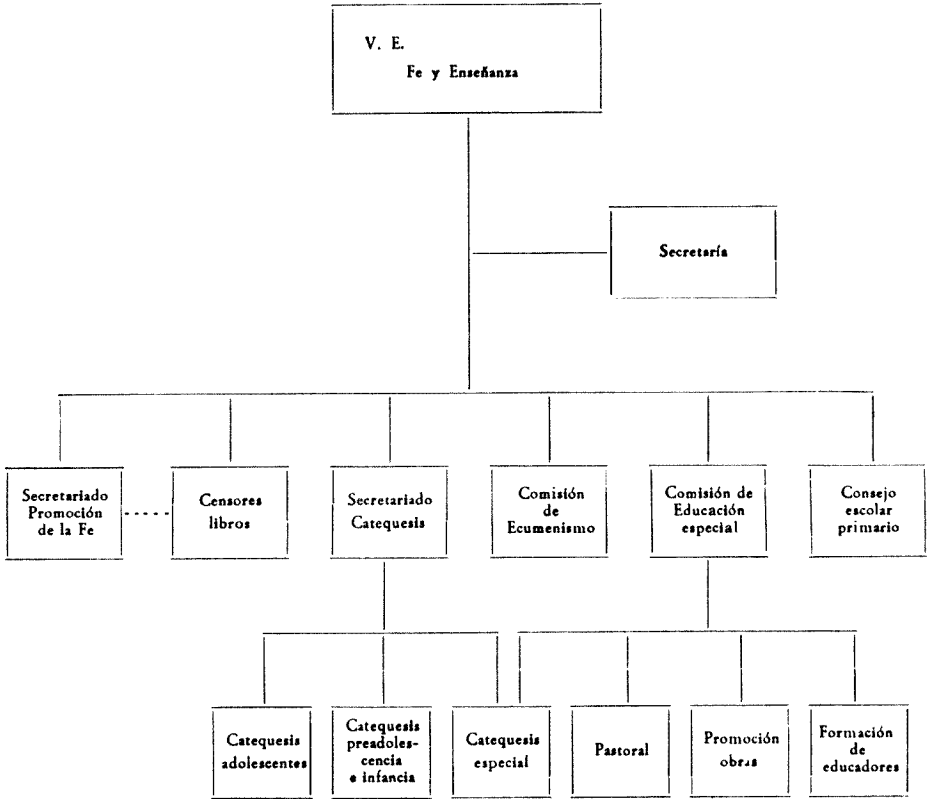 V. E.
Fe y Enseñanza
Secretaría
Secretariado
Promoción
de la Fe
Censores
libros
Secretariado
Catequesis
Comisión
de
Ecumenismo
Comisión de
Educación
especial
Consejo
escolar
primario
Catequesis
adolescentes
Catequesis
preadoles-
cencia
e infancia
Catequesis
especial
Pastoral
Promoción
obras
Formación
de
educadores